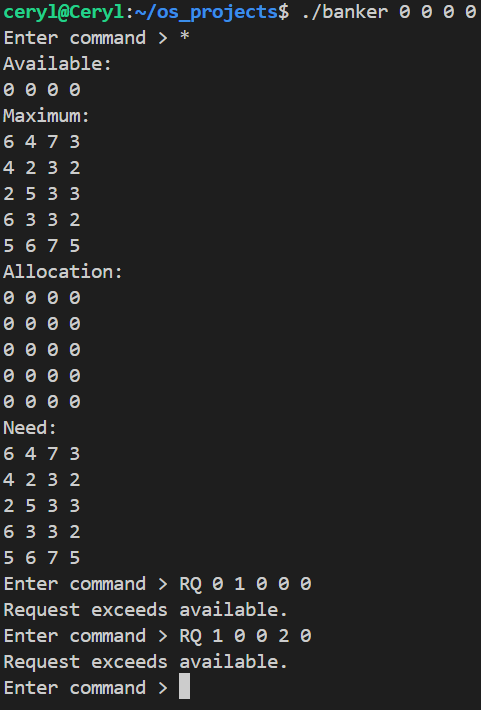 ceryl@Ceryl:~/os_projects$ ./banker 0 0 0 0
Enter command > *
Available:
0 0 0 0
Maximum:
6 4 7 3
4 2 3 2
2 5 3 3
6 3 3 2
5 6 7 5
Allocation:
0 0 0 0
0 0 0 0
0 0 0 0
0 0 0 0
0 0 0 0
Need:
6 4 7 3
4 2 3 2
2 5 3 3
6 3 3 2
5 6 7 5
Enter command > RQ 0 1 0 0 0
Request exceeds available.
Enter command > RQ 1 0 0 2 0
Request exceeds available.
Enter command >